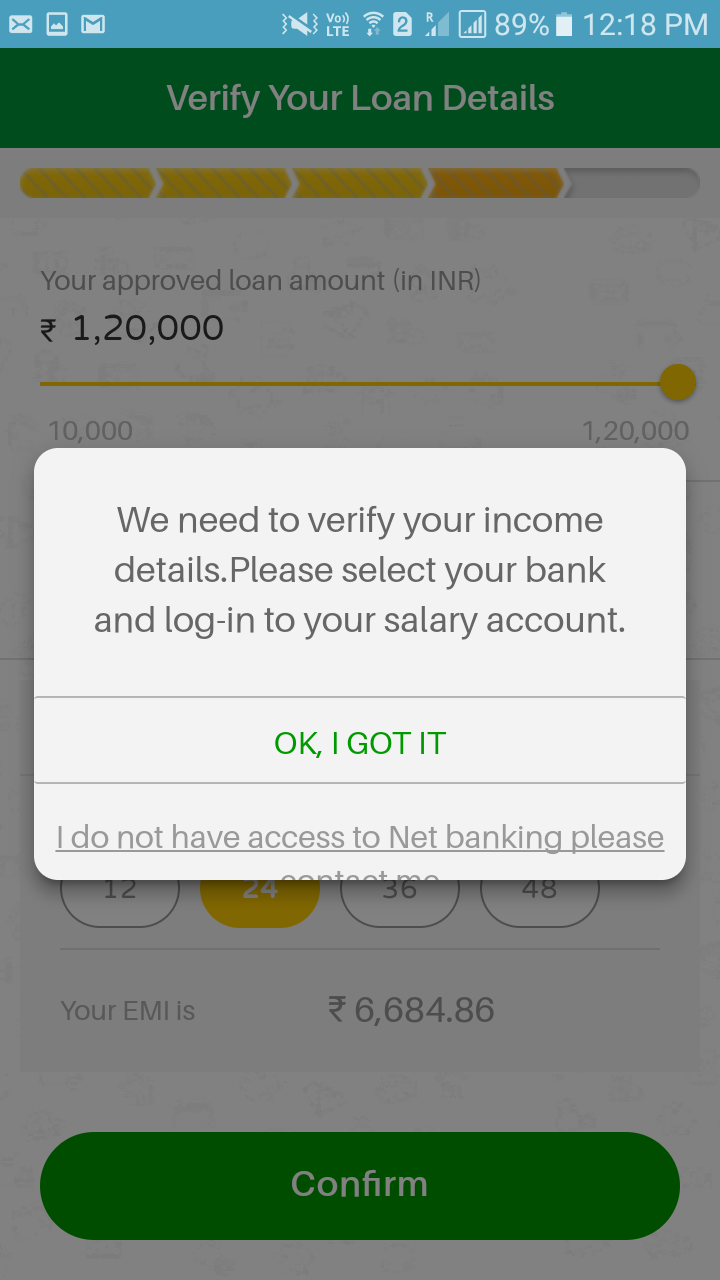 Vo))
LTE
2
R
89%
12:18 PM
Verify Your Loan Details
Your approved loan amount (in INR)
₹ 1,20,000
10,000 1,20,000
We need to verify your income
details.Please select your bank
and log-in to your salary account.
OK, I GOT IT
I do not have access to Net banking please
contact me
12 24 36 48
Your EMI is ₹ 6,684.86
Confirm